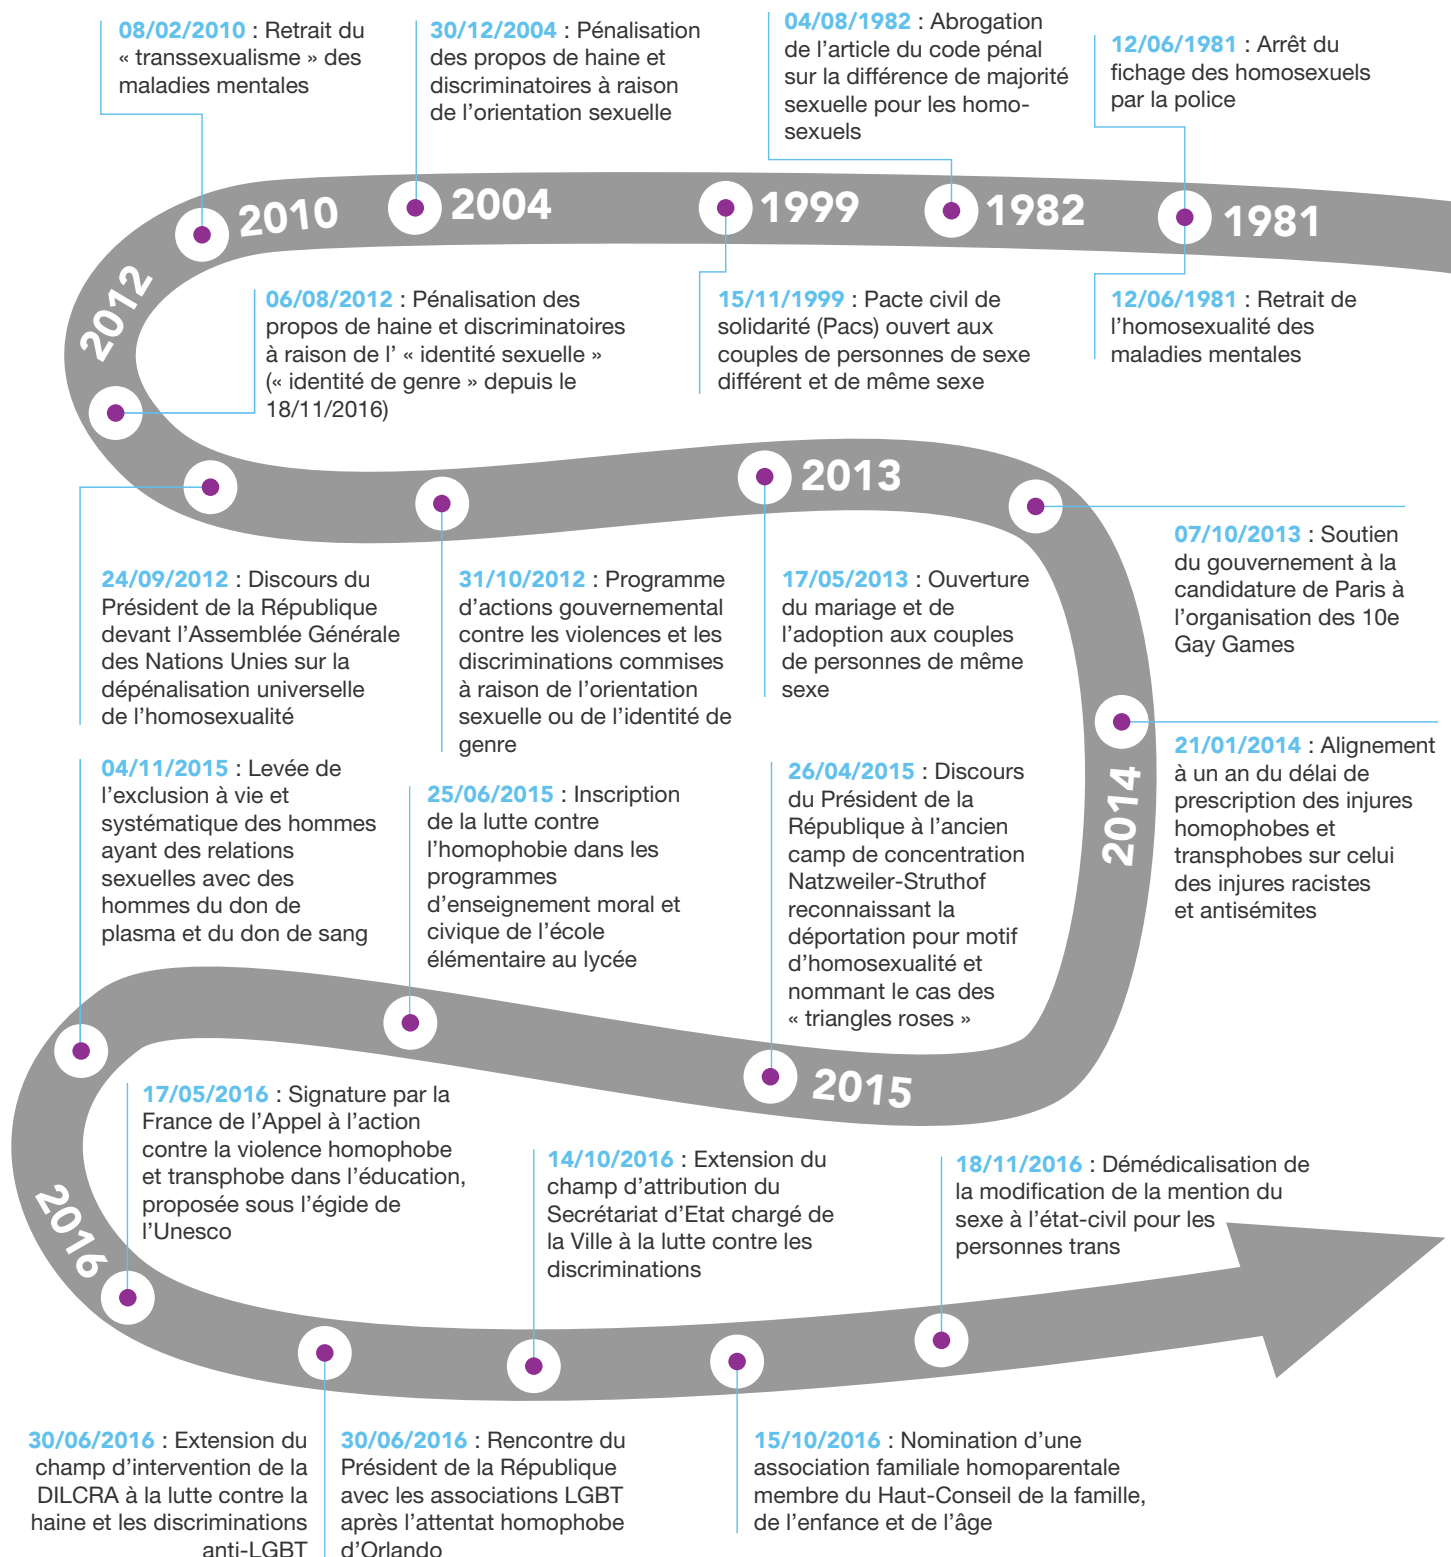 08/02/2010 : Retrait du
« transsexualisme » des
maladies mentales
30/12/2004 : Pénalisation
des propos de haine et
discriminatoires à raison
de l’orientation sexuelle
04/08/1982 : Abrogation
de l’article du code pénal
sur la différence de majorité
sexuelle pour les homo-
sexuels
12/06/1981 : Arrêt du
fichage des homosexuels
par la police
2010
2004
1999
1982
1981
2012
06/08/2012 : Pénalisation des
propos de haine et discriminatoires
à raison de l’ « identité sexuelle »
(« identité de genre » depuis le
18/11/2016)
15/11/1999 : Pacte civil de
solidarité (Pacs) ouvert aux
couples de personnes de sexe
différent et de même sexe
12/06/1981 : Retrait de
l’homosexualité des
maladies mentales
2013
24/09/2012 : Discours du
Président de la République
devant l’Assemblée Générale
des Nations Unies sur la
dépénalisation universelle
de l’homosexualité
31/10/2012 : Programme
d’actions gouvernemental
contre les violences et les
discriminations commises
à raison de l’orientation
sexuelle ou de l’identité de
genre
17/05/2013 : Ouverture
du mariage et de
l’adoption aux couples
de personnes de même
sexe
07/10/2013 : Soutien
du gouvernement à la
candidature de Paris à
l’organisation des 10e
Gay Games
2014
21/01/2014 : Alignement
à un an du délai de
prescription des injures
homophobes et
transphobes sur celui
des injures racistes
et antisémites
04/11/2015 : Levée de
l’exclusion à vie et
systématique des hommes
ayant des relations
sexuelles avec des
hommes du don de
plasma et du don de sang
25/06/2015 : Inscription
de la lutte contre
l’homophobie dans les
programmes
d’enseignement moral et
civique de l’école
élémentaire au lycée
26/04/2015 : Discours
du Président de la
République à l’ancien
camp de concentration
Natzweiler-Struthof
reconnaissant la
déportation pour motif
d’homosexualité et
nommant le cas des
« triangles roses »
2015
2016
17/05/2016 : Signature par la
France de l’Appel à l’action
contre la violence homophobe
et transphobe dans l’éducation,
proposée sous l’égide de
l’Unesco
14/10/2016 : Extension du
champ d’attribution du
Secrétariat d’Etat chargé de
la Ville à la lutte contre les
discriminations
18/11/2016 : Démédicalisation de
la modification de la mention du
sexe à l’état-civil pour les
personnes trans
30/06/2016 : Extension du
champ d’intervention de la
DILCRA à la lutte contre la
haine et les discriminations
anti-LGBT
30/06/2016 : Rencontre du
Président de la République
avec les associations LGBT
après l’attentat homophobe
d’Orlando
15/10/2016 : Nomination d’une
association familiale homoparentale
membre du Haut-Conseil de la famille,
de l’enfance et de l’âge